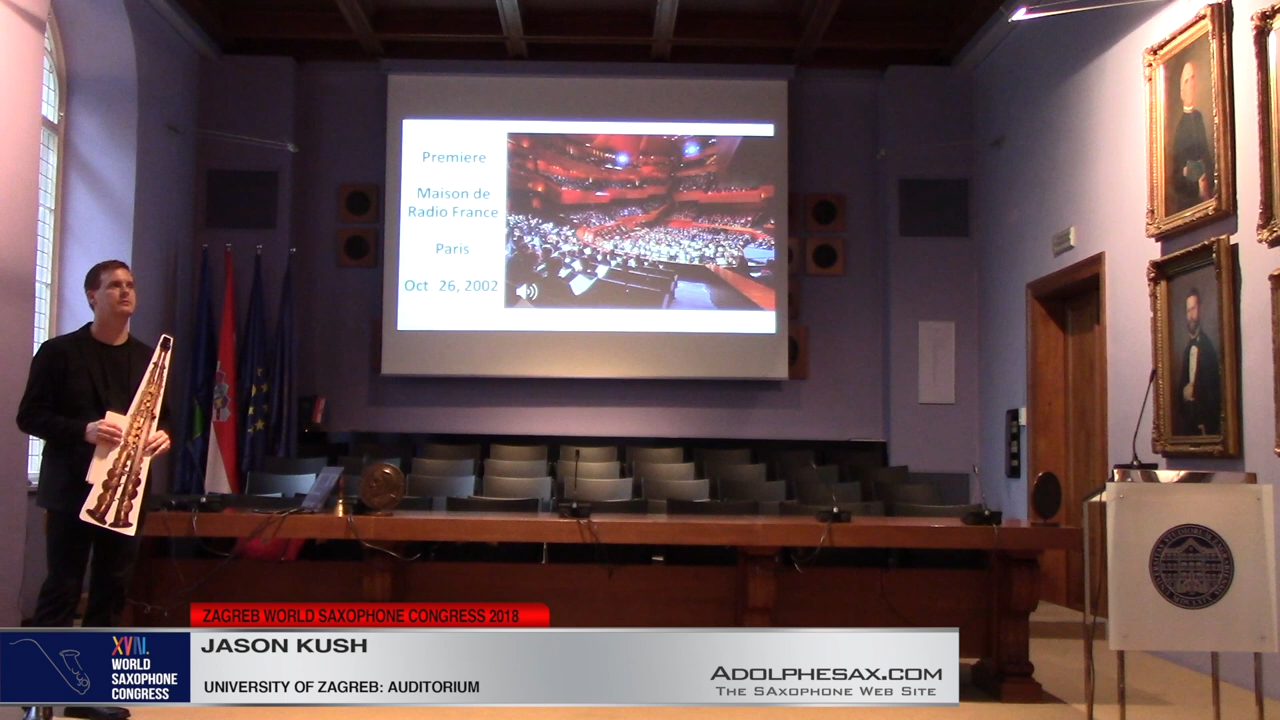 Premiere
Maison de
Radio France
Paris
Oct 26, 2002
ZAGREB WORLD SAXOPHONE CONGRESS 2018
JASON KUSH
UNIVERSITY OF ZAGREB: AUDITORIUM
XVIII.
WORLD
SAXOPHONE
CONGRESS
ADOLPHESAX.COM
THE SAXOPHONE WEB SITE